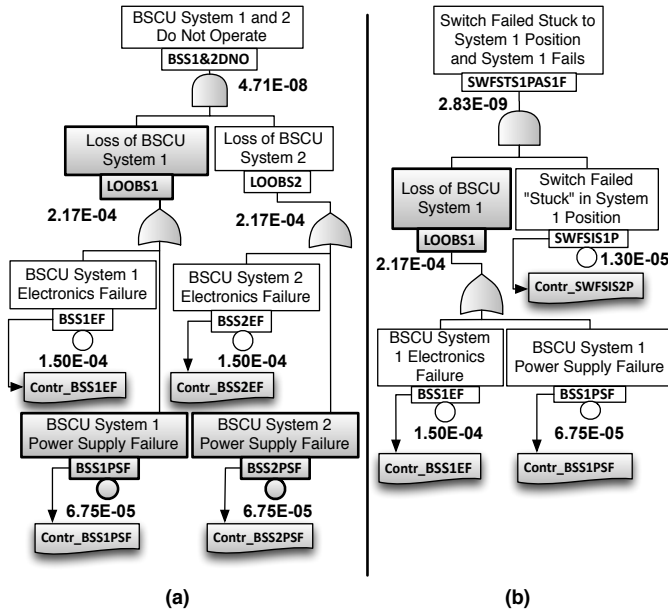 BSCU System 1 and 2
Do Not Operate
BSS1&2DNO
4.71E-08
Loss of BSCU
System 1
LOOBS1
2.17E-04
Loss of BSCU
System 2
LOOBS2
2.17E-04
BSCU System 1
Electronics Failure
BSS1EF
1.50E-04
Contr_BSS1EF
BSCU System 2
Electronics Failure
BSS2EF
1.50E-04
Contr_BSS2EF
BSCU System 1
Power Supply Failure
BSS1PSF
6.75E-05
Contr_BSS1PSF
BSCU System 2
Power Supply Failure
BSS2PSF
6.75E-05
Contr_BSS2PSF
(a)
Switch Failed Stuck to
System 1 Position
and System 1 Fails
SWFSTS1PAS1F
2.83E-09
Loss of BSCU
System 1
LOOBS1
2.17E-04
Switch Failed
"Stuck" in System
1 Position
SWFSIS1P
1.30E-05
Contr_SWFSIS2P
BSCU System
1 Electronics
Failure
BSS1EF
1.50E-04
Contr_BSS1EF
BSCU System 1
Power Supply Failure
BSS1PSF
6.75E-05
Contr_BSS1PSF
(b)